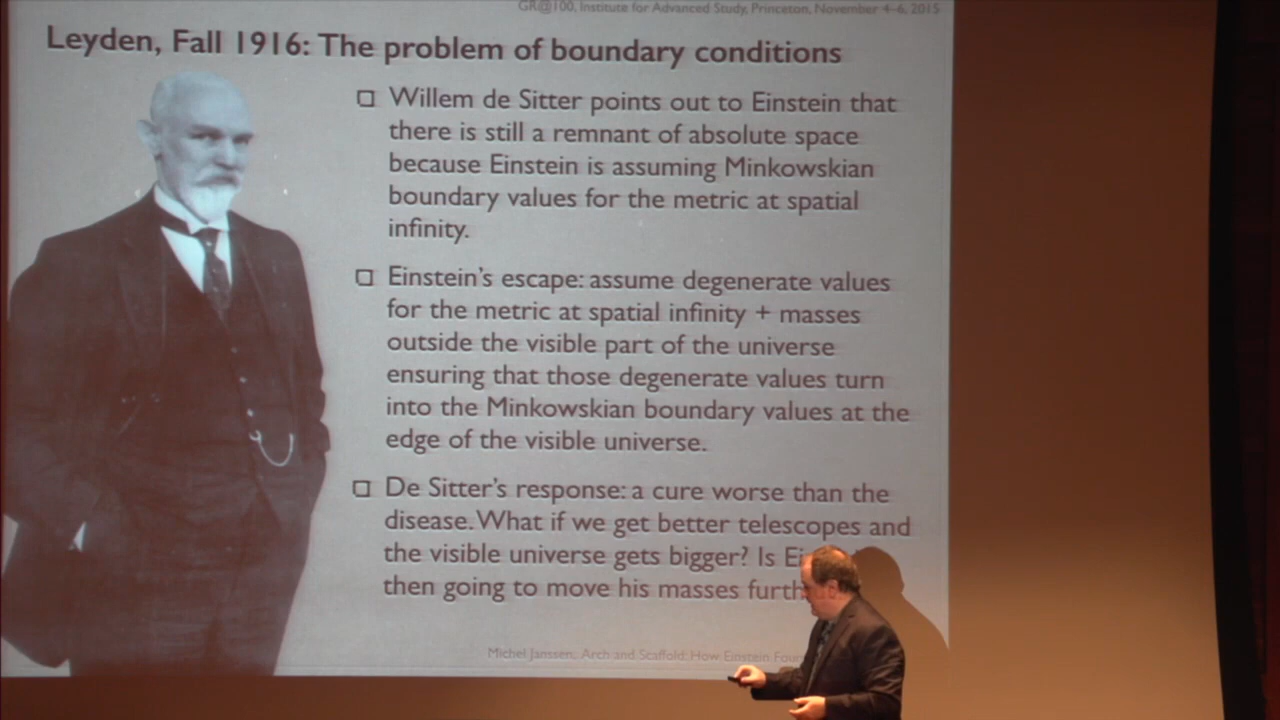 GR@100, Institute for Advanced Study, Princeton, November 4-6, 2015
Leyden, Fall 1916: The problem of boundary conditions
Willem de Sitter points out to Einstein that
there is still a remnant of absolute space
because Einstein is assuming Minkowskian
boundary values for the metric at spatial
infinity.
Einstein's escape: assume degenerate values
for the metric at spatial infinity + masses
outside the visible part of the universe
ensuring that those degenerate values turn
into the Minkowskian boundary values at the
edge of the visible universe.
De Sitter's response: a cure worse than the
disease. What if we get better telescopes and
the visible universe gets bigger? Is
then going to move his masses
Michel Janssen, Arch and Scaffold: How Einstein